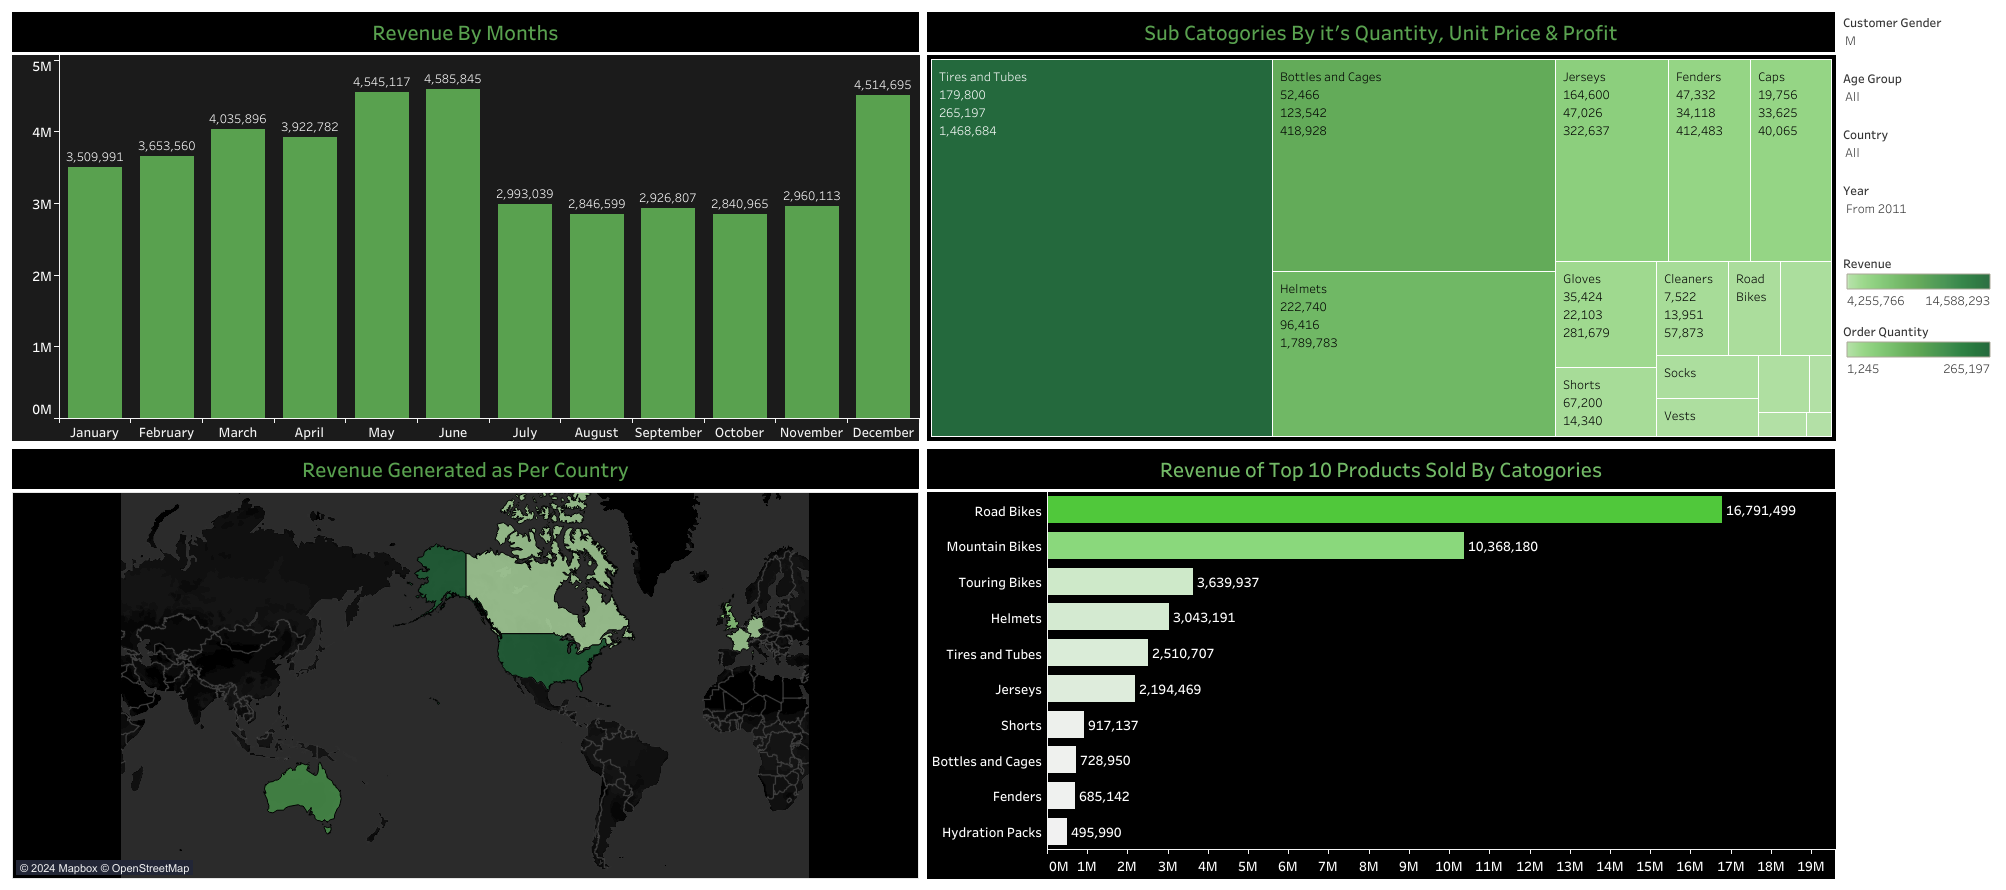 Revenue By Months
5M
4M
3M
2M
1M
0M
3,509,991
3,653,560
4,035,896
3,922,782
4,545,117
4,585,845
2,993,039
2,846,599
2,926,807
2,840,965
2,960,113
4,514,695
January
February
March
April
May
June
July
August
September
October
November
December
Sub Catogories By it's Quantity, Unit Price & Profit
Tires and Tubes
179,800
265,197
1,468,684
Bottles and Cages
52,466
123,542
418,928
Helmets
222,740
96,416
1,789,783
Jerseys
164,600
47,026
322,637
Fenders
47,332
34,118
412,483
Caps
19,756
33,625
40,065
Gloves
35,424
22,103
281,679
Cleaners
7,522
13,951
57,873
Road
Bikes
Shorts
67,200
14,340
Socks
Vests
Customer Gender
M
Age Group
All
Country
All
Year
From 2011
Revenue
4,255,766 14,588,293
Order Quantity
1,245 265,197
Revenue Generated as Per Country
© 2024 Mapbox © OpenStreetMap
Revenue of Top 10 Products Sold By Catogories
Road Bikes 16,791,499
Mountain Bikes 10,368,180
Touring Bikes 3,639,937
Helmets 3,043,191
Tires and Tubes 2,510,707
Jerseys 2,194,469
Shorts 917,137
Bottles and Cages 728,950
Fenders 685,142
Hydration Packs 495,990
0M 1M 2M 3M 4M 5M 6M 7M 8M 9M 10M 11M 12M 13M 14M 15M 16M 17M 18M 19M